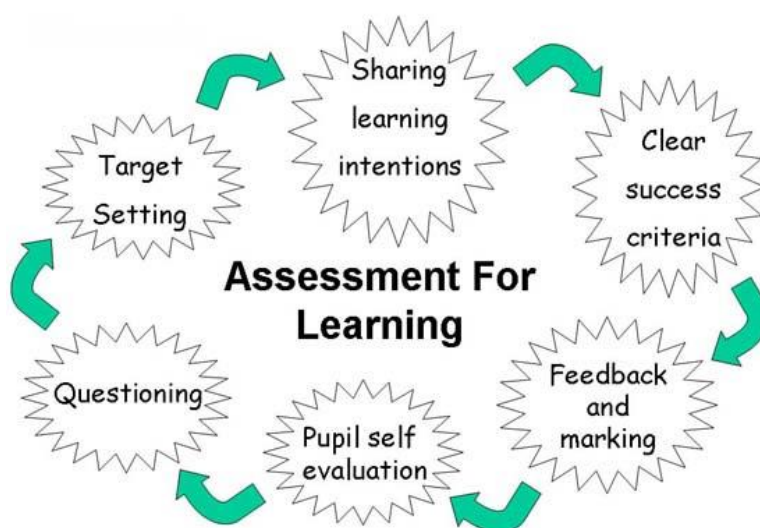 Sharing
learning
intentions
Clear
success
criteria
Feedback
and
marking
Pupil self
evaluation
Questioning
Target
Setting
Assessment For
Learning